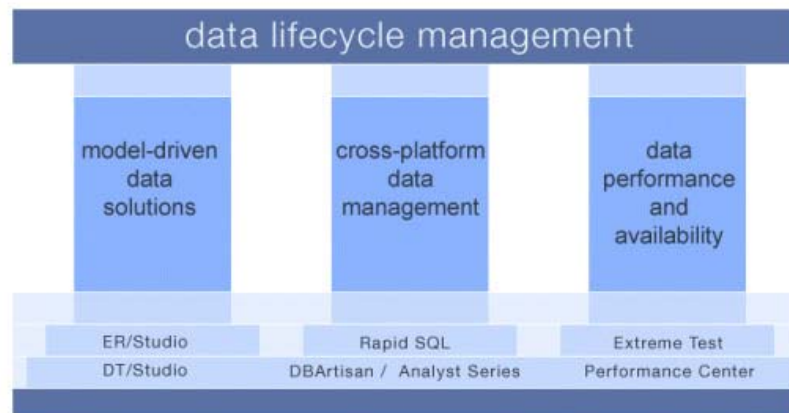 data lifecycle management
model-driven
data
solutions
cross-platform
data
management
data
performance
and
availability
ER/Studio
Rapid SQL
Extreme Test
DT/Studio
DBArtisan / Analyst Series
Performance Center